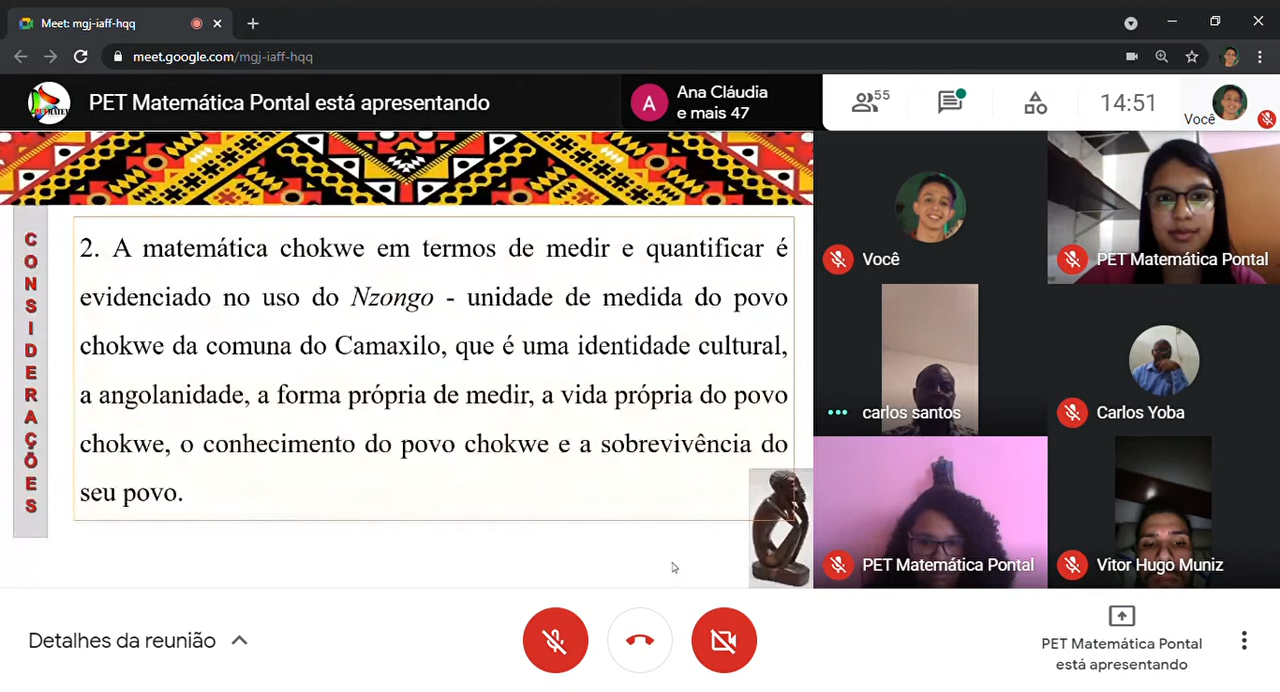 Meet: mgj-iaff-hqq
meet.google.com/mgj-iaff-hqq
PET Matemática Pontal está apresentando
A
Ana Cláudia
e mais 47
55
14:51
Você
CONSIDERAÇÕES
2. A matemática chokwe em termos de medir e quantificar é
evidenciado no uso do Nzongo - unidade de medida do povo
chokwe da comuna do Camaxilo, que é uma identidade cultural,
a angolanidade, a forma própria de medir, a vida própria do povo
chokwe, o conhecimento do povo chokwe e a sobrevivência do
seu povo.
Você
PET Matemática Pontal
carlos santos
Carlos Yoba
PET Matemática Pontal
Vitor Hugo Muniz
Detalhes da reunião
PET Matemática Pontal
está apresentando